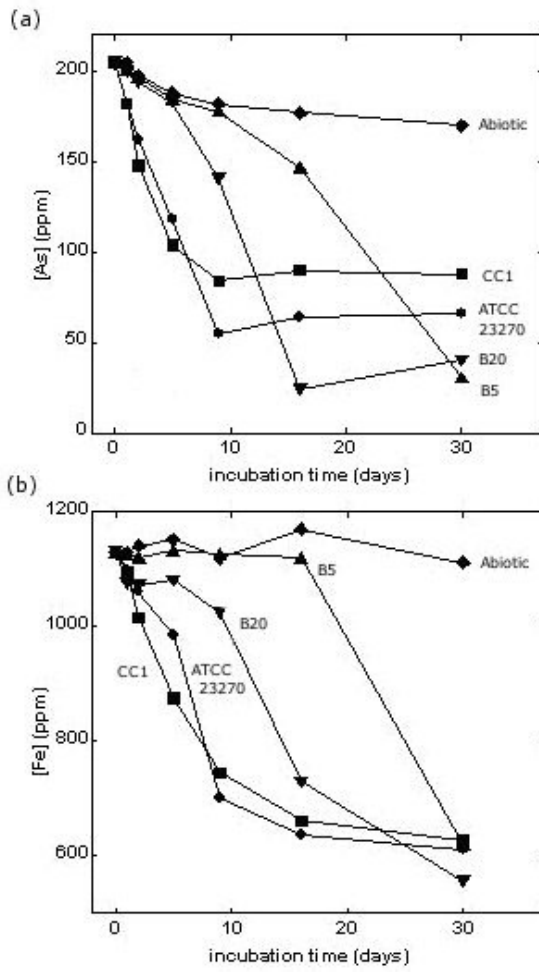 (a)
200
150
100
50
0
[As] (ppm)
Abiotic
CC1
ATCC
23270
B20
B5
0 10 20 30
incubation time (days)
(b)
1200
1000
800
600
[Fe] (ppm)
Abiotic
B5
B20
CC1
ATCC
23270
0 10 20 30
incubation time (days)